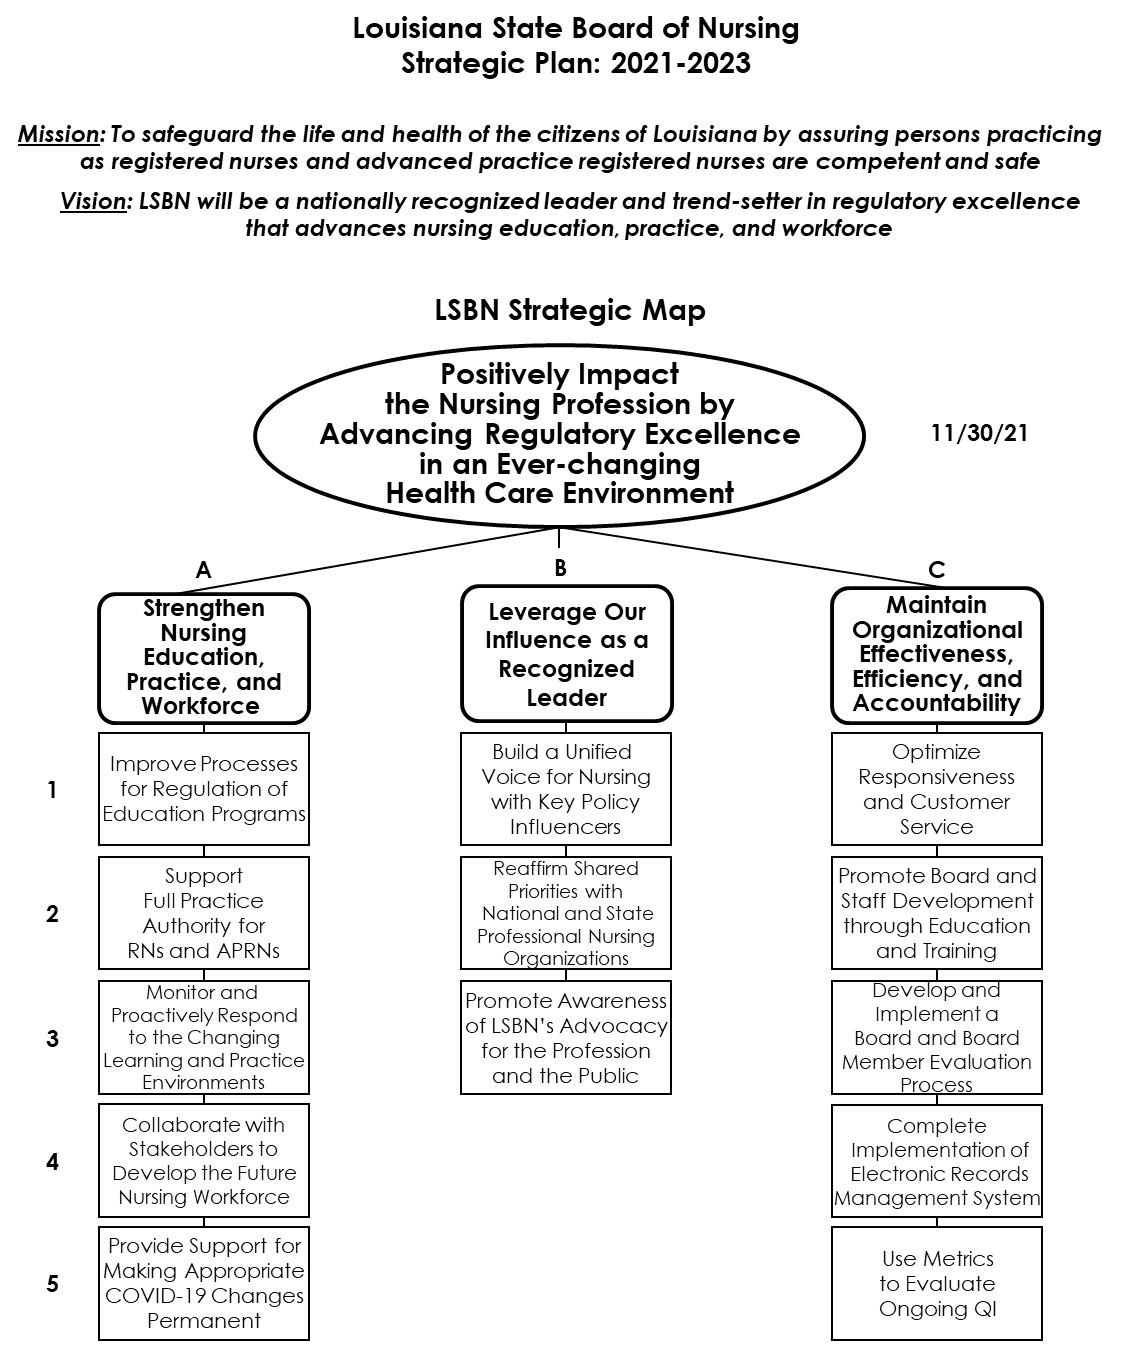 Louisiana State Board of Nursing
Strategic Plan: 2021-2023
Mission: To safeguard the life and health of the citizens of Louisiana by assuring persons practicing
as registered nurses and advanced practice registered nurses are competent and safe
Vision: LSBN will be a nationally recognized leader and trend-setter in regulatory excellence
that advances nursing education, practice, and workforce
LSBN Strategic Map
Positively Impact
the Nursing Profession by
Advancing Regulatory Excellence
in an Ever-changing
Health Care Environment
11/30/21
A
Strengthen
Nursing
Education,
Practice, and
Workforce
B
Leverage Our
Influence as a
Recognized
Leader
C
Maintain
Organizational
Effectiveness,
Efficiency, and
Accountability
1
Improve Processes
for Regulation of
Education Programs
Build a Unified
Voice for Nursing
with Key Policy
Influencers
Optimize
Responsiveness
and Customer
Service
2
Support
Full Practice
Authority for
RNs and APRNs
Reaffirm Shared
Priorities with
National and State
Professional Nursing
Organizations
Promote Board and
Staff Development
through Education
and Training
3
Monitor and
Proactively Respond
to the Changing
Learning and Practice
Environments
Promote Awareness
of LSBN's Advocacy
for the Profession
and the Public
Develop and
Implement a
Board and Board
Member Evaluation
Process
4
Collaborate with
Stakeholders to
Develop the Future
Nursing Workforce
Complete
Implementation of
Electronic Records
Management System
5
Provide Support for
Making Appropriate
COVID-19 Changes
Permanent
Use Metrics
to Evaluate
Ongoing QI